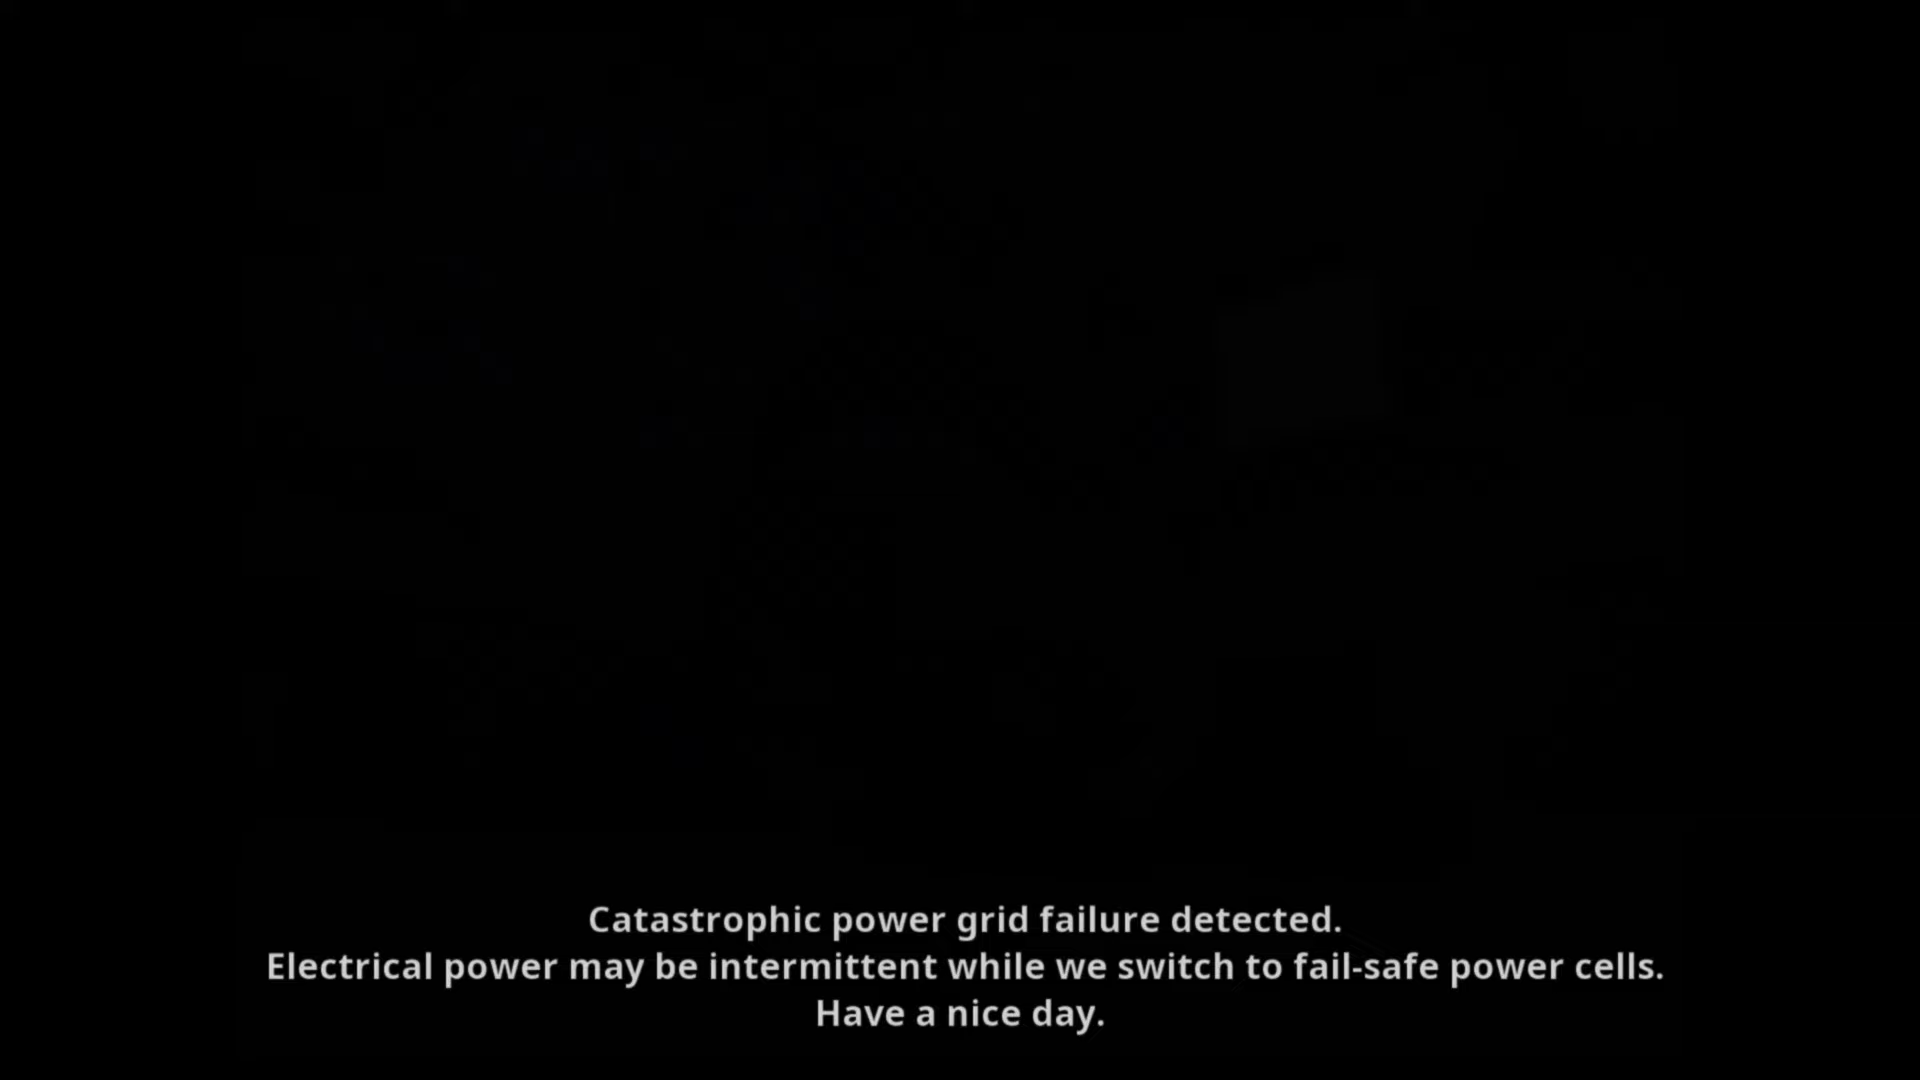 Catastrophic power grid failure detected.
Electrical power may be intermittent while we switch to fail-safe power cells.
Have a nice day.